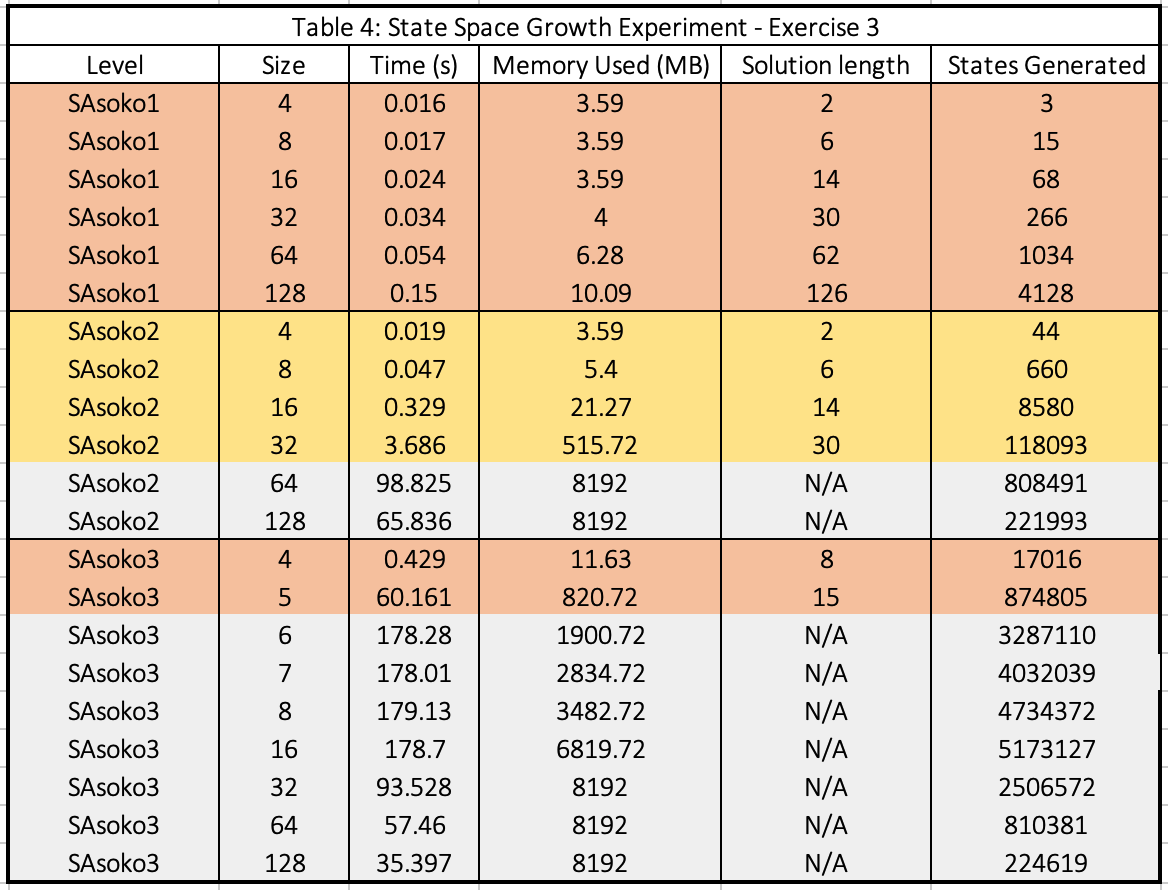 Table 4: State Space Growth Experiment - Exercise 3
Level Size Time (s) Memory Used (MB) Solution length States Generated
SAsoko1 4 0.016 3.59 2 3
SAsoko1 8 0.017 3.59 6 15
SAsoko1 16 0.024 3.59 14 68
SAsoko1 32 0.034 4 30 266
SAsoko1 64 0.054 6.28 62 1034
SAsoko1 128 0.15 10.09 126 4128
SAsoko2 4 0.019 3.59 2 44
SAsoko2 8 0.047 5.4 6 660
SAsoko2 16 0.329 21.27 14 8580
SAsoko2 32 3.686 515.72 30 118093
SAsoko2 64 98.825 8192 N/A 808491
SAsoko2 128 65.836 8192 N/A 221993
SAsoko3 4 0.429 11.63 8 17016
SAsoko3 5 60.161 820.72 15 874805
SAsoko3 6 178.28 1900.72 N/A 3287110
SAsoko3 7 178.01 2834.72 N/A 4032039
SAsoko3 8 179.13 3482.72 N/A 4734372
SAsoko3 16 178.7 6819.72 N/A 5173127
SAsoko3 32 93.528 8192 N/A 2506572
SAsoko3 64 57.46 8192 N/A 810381
SAsoko3 128 35.397 8192 N/A 224619